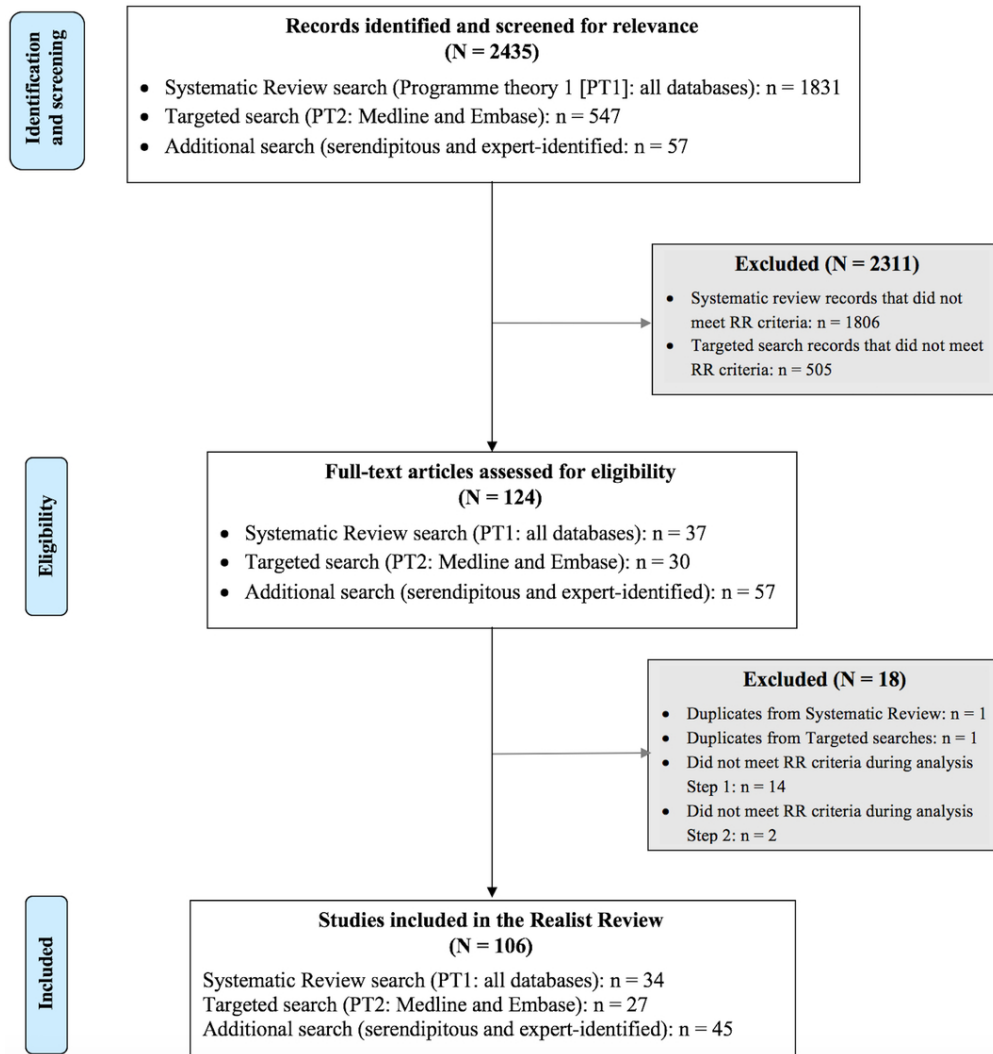 Identification
and screening
Records identified and screened for relevance
(N = 2435)
• Systematic Review search (Programme theory 1 [PT1]: all databases): n = 1831
• Targeted search (PT2: Medline and Embase): n = 547
• Additional search (serendipitous and expert-identified: n = 57
Excluded (N = 2311)
• Systematic review records that did not
meet RR criteria: n = 1806
• Targeted search records that did not meet
RR criteria: n = 505
Eligibility
Full-text articles assessed for eligibility
(N = 124)
• Systematic Review search (PT1: all databases): n = 37
• Targeted search (PT2: Medline and Embase): n = 30
• Additional search (serendipitous and expert-identified): n = 57
Excluded (N = 18)
• Duplicates from Systematic Review: n = 1
• Duplicates from Targeted searches: n = 1
• Did not meet RR criteria during analysis
Step 1: n = 14
• Did not meet RR criteria during analysis
Step 2: n = 2
Included
Studies included in the Realist Review
(N = 106)
Systematic Review search (PT1: all databases): n = 34
Targeted search (PT2: Medline and Embase): n = 27
Additional search (serendipitous and expert-identified): n = 45